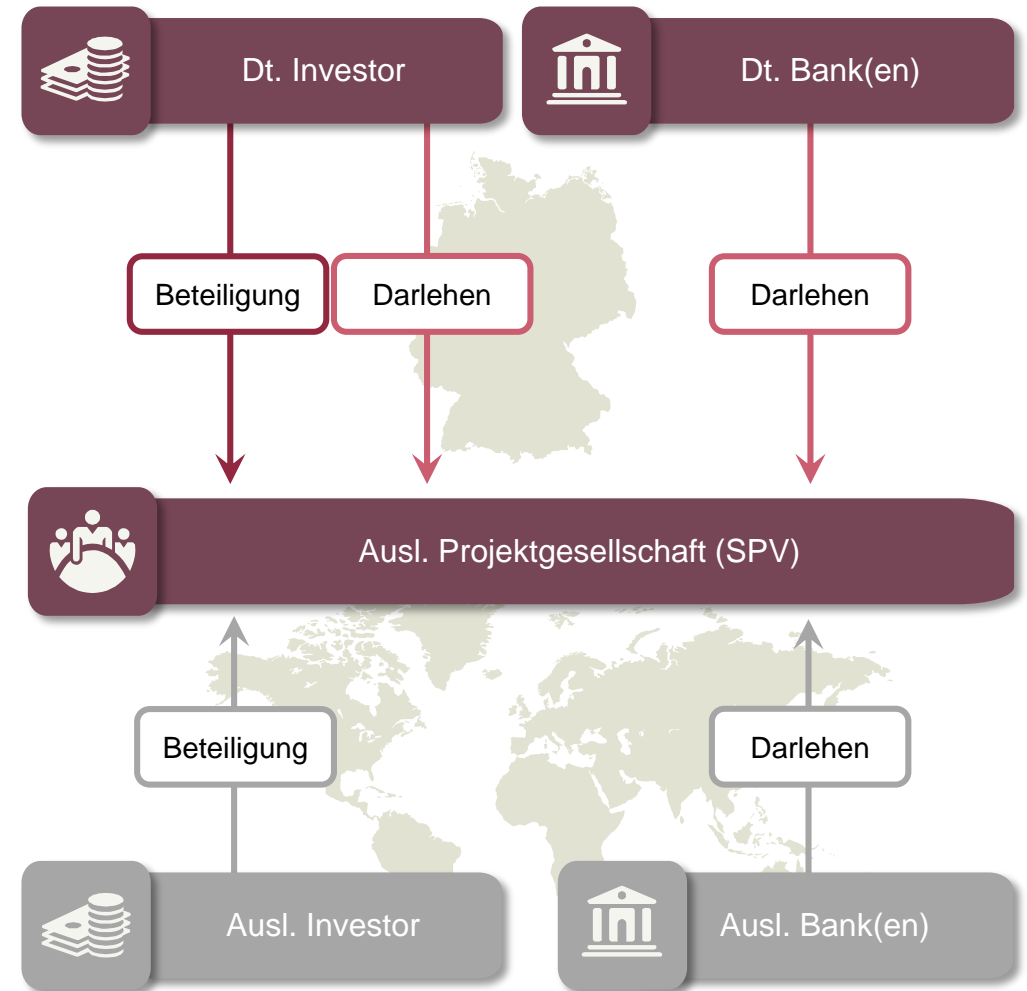 Dt. Investor
Dt. Bank(en)
Beteiligung
Darlehen
Darlehen
Ausl. Projektgesellschaft (SPV)
Beteiligung
Darlehen
Ausl. Investor
Ausl. Bank(en)